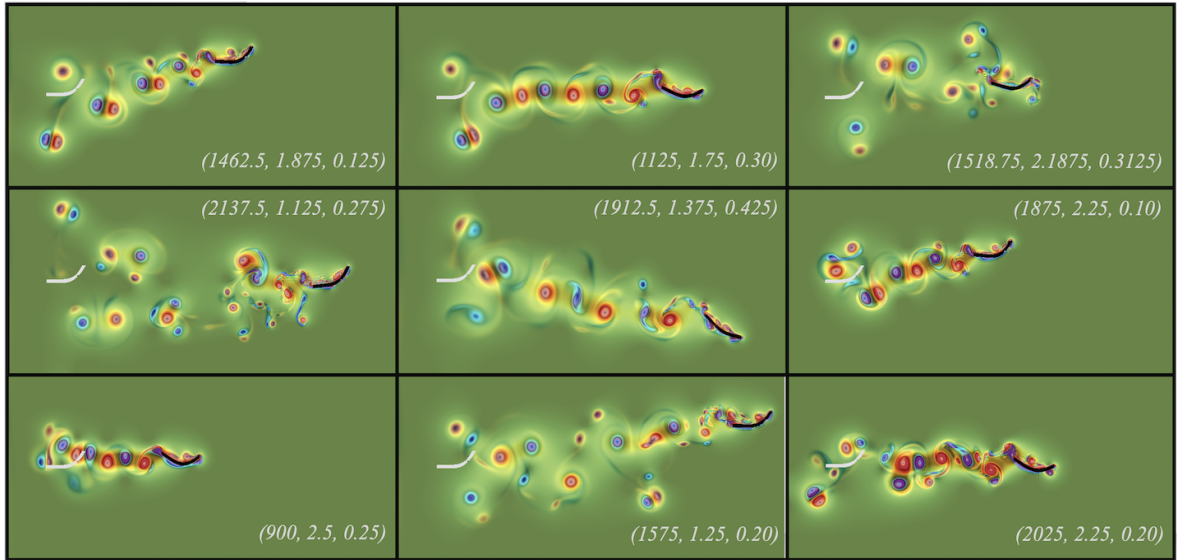 (1462.5, 1.875, 0.125)
(1125, 1.75, 0.30)
(1518.75, 2.1875, 0.3125)
(2137.5, 1.125, 0.275)
(1912.5, 1.375, 0.425)
(1875, 2.25, 0.10)
(900, 2.5, 0.25)
(1575, 1.25, 0.20)
(2025, 2.25, 0.20)